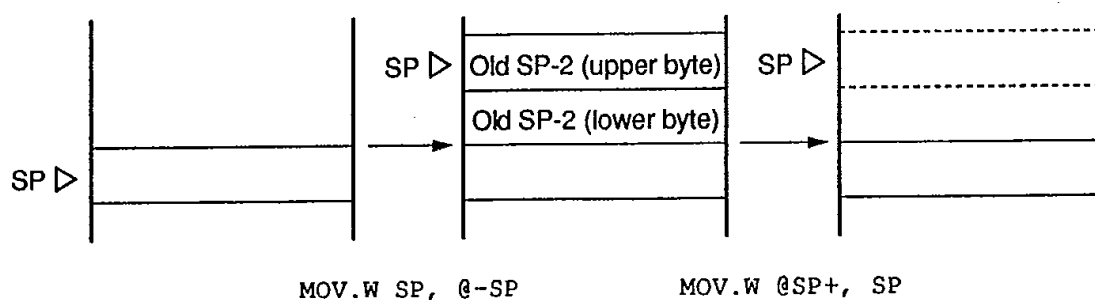 SP
SP
Old SP-2 (upper byte)
Old SP-2 (lower byte)
SP
MOV.W SP, @-SP
MOV.W @SP+, SP